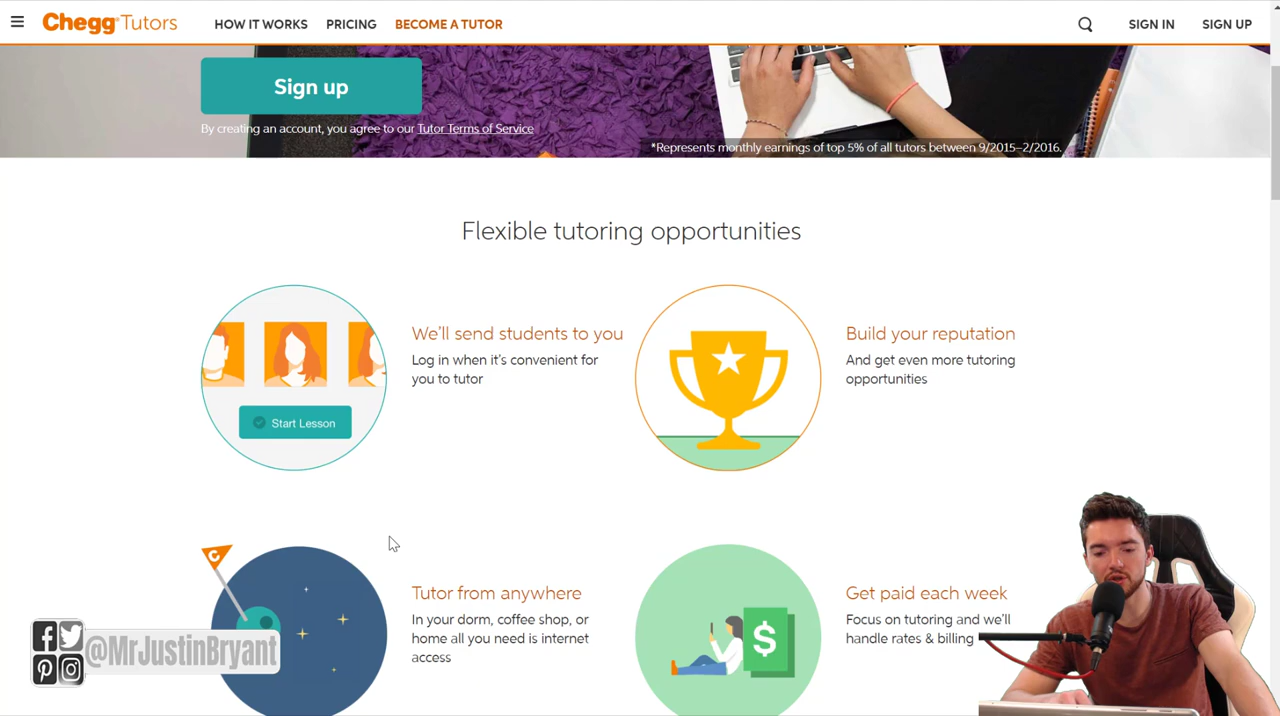 Chegg®Tutors
HOW IT WORKS
PRICING
BECOME A TUTOR
SIGN IN
SIGN UP
Sign up
By creating an account, you agree to our Tutor Terms of Service
*Represents monthly earnings of top 5% of all tutors between 9/2015–2/2016.
Flexible tutoring opportunities
Start Lesson
We'll send students to you
Log in when it's convenient for
you to tutor
Build your reputation
And get even more tutoring
opportunities
C
Tutor from anywhere
In your dorm, coffee shop, or
home all you need is internet
access
$
Get paid each week
Focus on tutoring and we'll
handle rates & billing
@MrJustinBryant